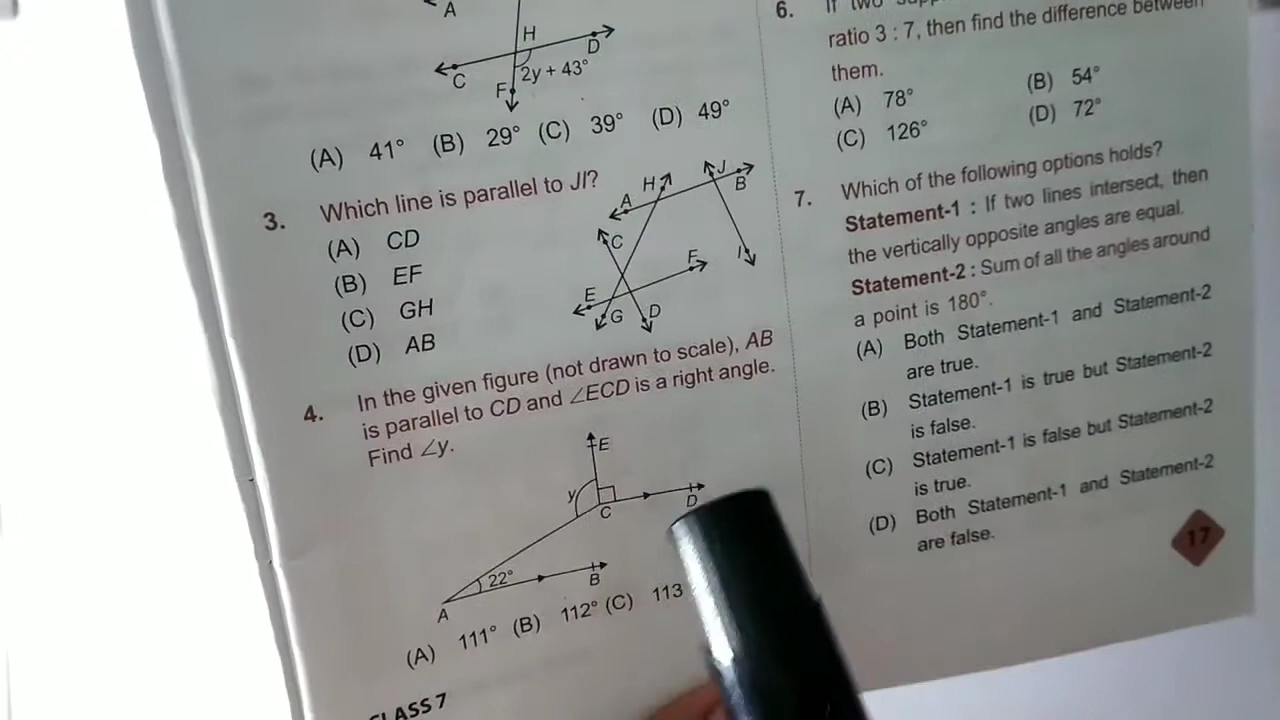 A
H
D
C
2y + 43°
F
(A) 41° (B) 29° (C) 39° (D) 49°
3. Which line is parallel to JI?
(A) CD
(B) EF
(C) GH
(D) AB
H
J
B
A
C
F
I
E
G
D
4. In the given figure (not drawn to scale), AB
is parallel to CD and ∠ECD is a right angle.
Find ∠y.
E
y
C
D
22°
B
A
(A) 111° (B) 112° (C) 113
CLASS 7
6. If two
ratio 3 : 7, then find the difference between
them.
(A) 78° (B) 54°
(C) 126° (D) 72°
7. Which of the following options holds?
Statement-1 : If two lines intersect, then
the vertically opposite angles are equal.
Statement-2 : Sum of all the angles around
a point is 180°.
(A) Both Statement-1 and Statement-2
are true.
(B) Statement-1 is true but Statement-2
is false.
(C) Statement-1 is false but Statement-2
is true.
(D) Both Statement-1 and Statement-2
are false.
17